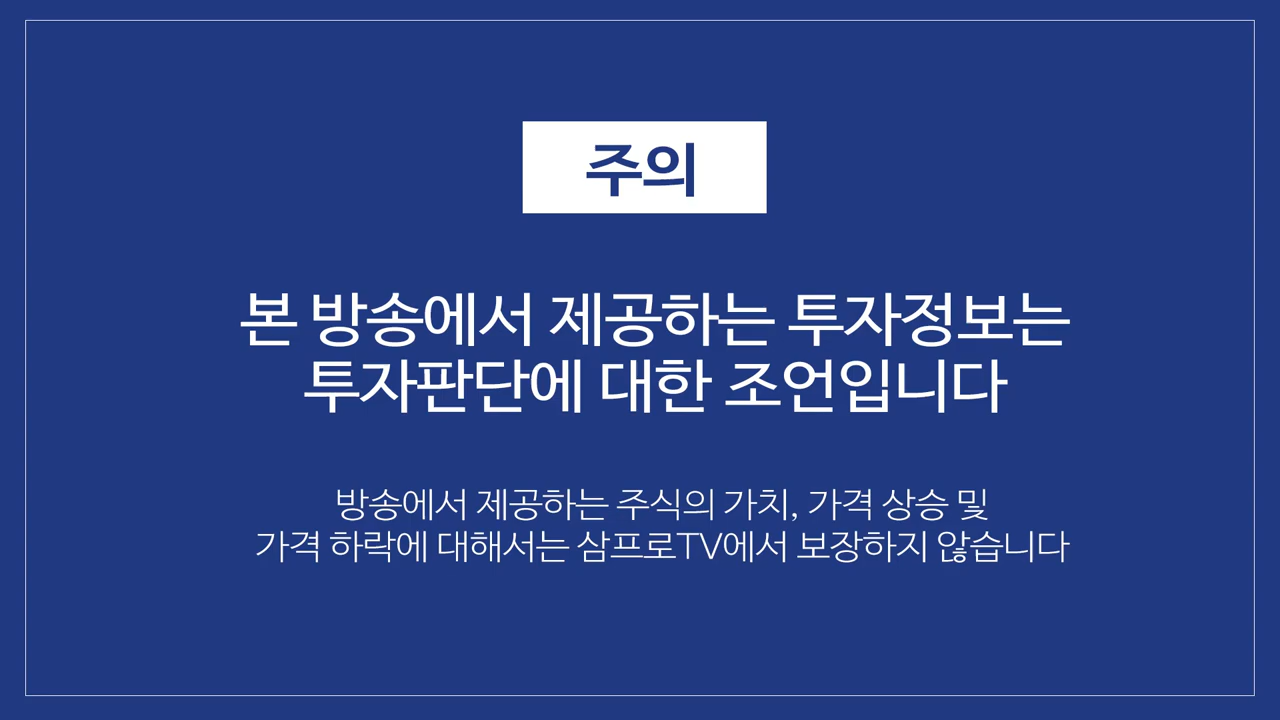 주의
본 방송에서 제공하는 투자정보는
투자판단에 대한 조언입니다
방송에서 제공하는 주식의 가치, 가격 상승 및
가격 하락에 대해서는 삼프로TV에서 보장하지 않습니다